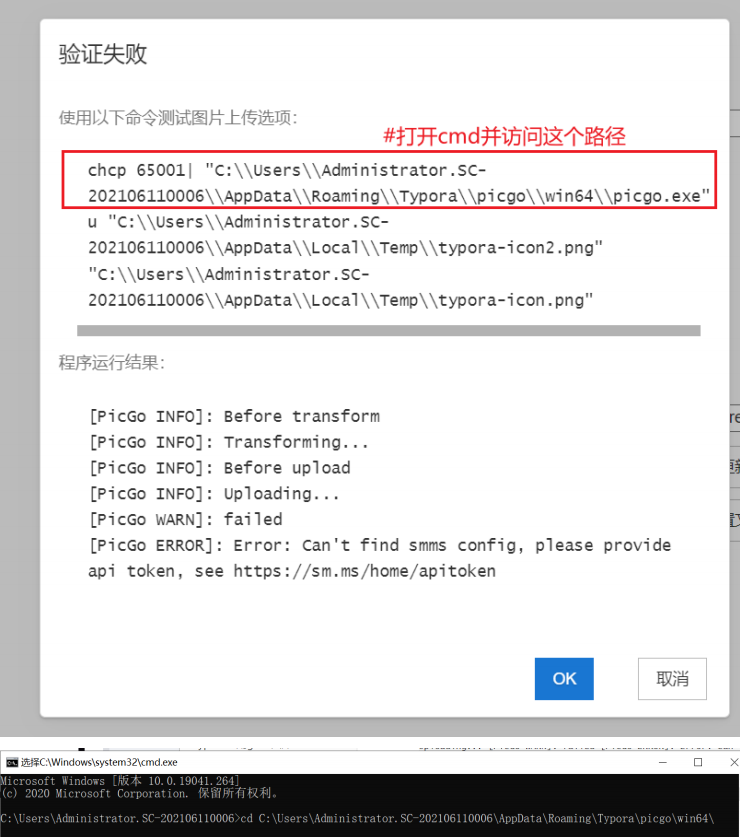 验证失败
使用以下命令测试图片上传选项:
#打开cmd并访问这个路径
chcp 65001| "C:\\Users\\Administrator.SC-
202106110006\\AppData\\Roaming\\Typora\\picgo\\win64\\picgo.exe"
u "C:\\Users\\Administrator.SC-
202106110006\\AppData\\Local\\Temp\\typora-icon2.png"
"C:\\Users\\Administrator.SC-
202106110006\\AppData\\Local\\Temp\\typora-icon.png"
程序运行结果:
[PicGo INFO]: Before transform
[PicGo INFO]: Transforming...
[PicGo INFO]: Before upload
[PicGo INFO]: Uploading...
[PicGo WARN]: failed
[PicGo ERROR]: Error: Can't find smms config, please provide
api token, see https://sm.ms/home/apitoken
OK
取消
选择C:\Windows\system32\cmd.exe
Microsoft Windows [版本 10.0.19041.264]
(c) 2020 Microsoft Corporation. 保留所有权利。
C:\Users\Administrator.SC-202106110006>cd C:\Users\Administrator.SC-202106110006\AppData\Roaming\Typora\picgo\win64\